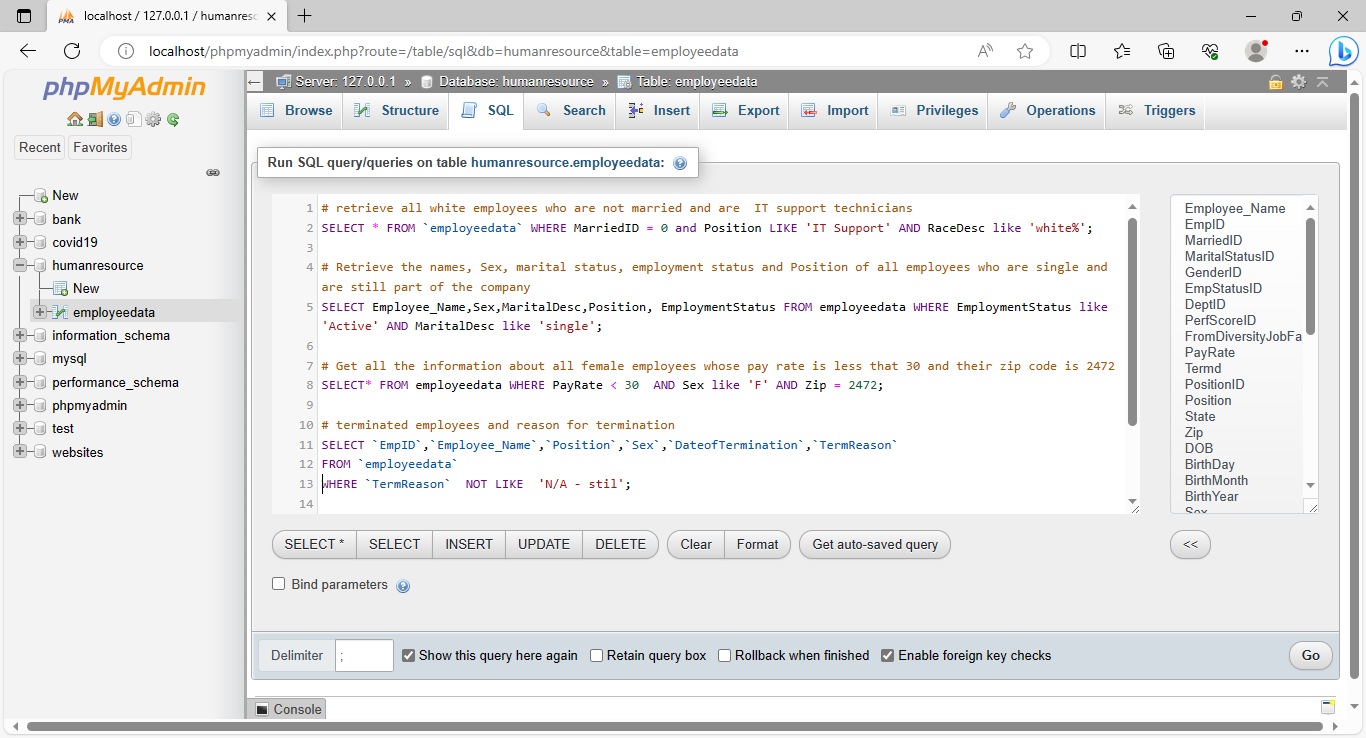 localhost / 127.0.0.1 / humanresc
localhost/phpmyadmin/index.php?route=/table/sql&db=humanresource&table=employeedata
phpMyAdmin
Recent Favorites
New
bank
covid19
humanresource
New
employeedata
information_schema
mysql
performance_schema
phpmyadmin
test
websites
Server: 127.0.0.1 » Database: humanresource » Table: employeedata
Browse Structure SQL Search Insert Export Import Privileges Operations Triggers
Run SQL query/queries on table humanresource.employeedata:
1 # retrieve all white employees who are not married and are  IT support technicians
2 SELECT * FROM `employeedata` WHERE MarriedID = 0 and Position LIKE 'IT Support' AND RaceDesc like 'white%';
3
4 # Retrieve the names, Sex, marital status, employment status and Position of all employees who are single and
are still part of the company
5 SELECT Employee_Name,Sex,MaritalDesc,Position, EmploymentStatus FROM employeedata WHERE EmploymentStatus like
'Active' AND MaritalDesc like 'single';
6
7 # Get all the information about all female employees whose pay rate is less that 30 and their zip code is 2472
8 SELECT* FROM employeedata WHERE PayRate < 30  AND Sex like 'F' AND Zip = 2472;
9
10 # terminated employees and reason for termination
11 SELECT `EmpID`,`Employee_Name`,`Position`,`Sex`,`DateofTermination`,`TermReason`
12 FROM `employeedata`
13 WHERE `TermReason`  NOT LIKE  'N/A - stil';
14
Employee_Name
EmpID
MarriedID
MaritalStatusID
GenderID
EmpStatusID
DeptID
PerfScoreID
FromDiversityJobFa
PayRate
Termd
PositionID
Position
State
Zip
DOB
BirthDay
BirthMonth
BirthYear
Sex
SELECT * SELECT INSERT UPDATE DELETE Clear Format Get auto-saved query <<
Bind parameters
Delimiter ; Show this query here again Retain query box Rollback when finished Enable foreign key checks Go
Console